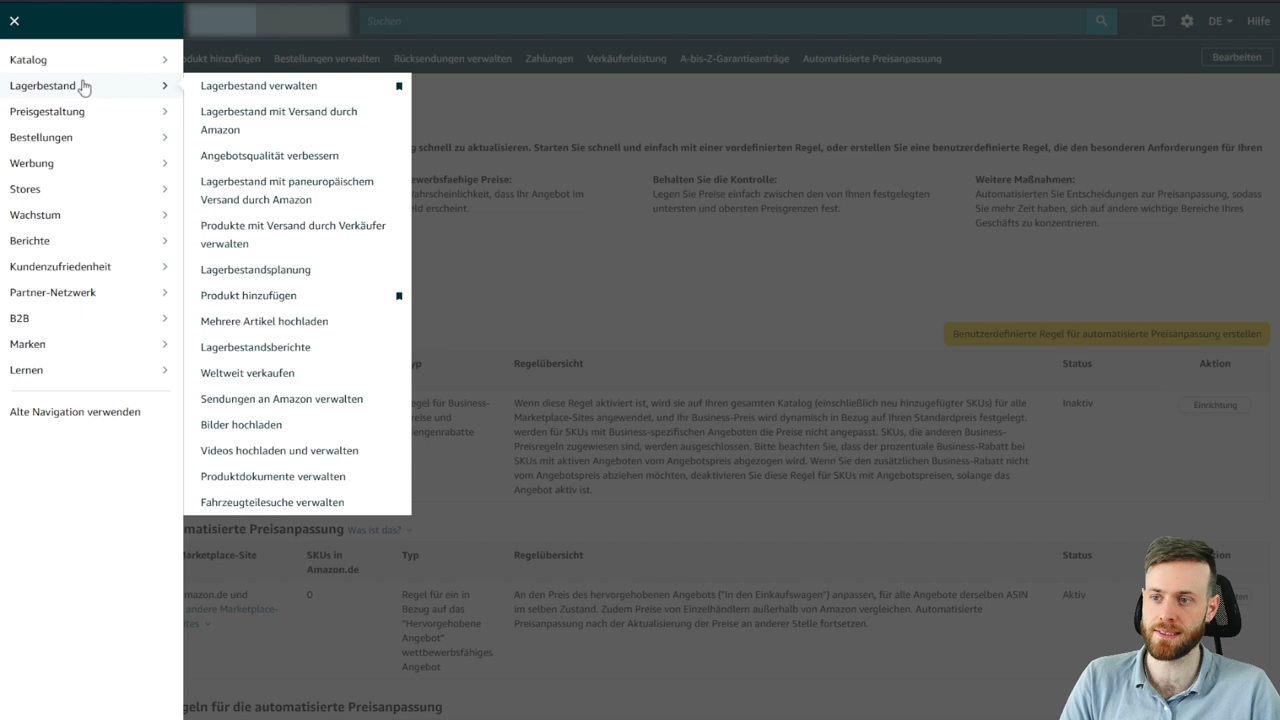 Suchen
DE
Hilfe
dukt hinzufügen
Bestellungen verwalten
Rücksendungen verwalten
Zahlungen
Verkäuferleistung
A-bis-Z-Garantieanträge
Automatisierte Preisanpassung
Bearbeiten
Katalog
Lagerbestand
Preisgestaltung
Bestellungen
Werbung
Stores
Wachstum
Berichte
Kundenzufriedenheit
Partner-Netzwerk
B2B
Marken
Lernen
Alte Navigation verwenden
Lagerbestand verwalten
Lagerbestand mit Versand durch
Amazon
Angebotsqualität verbessern
Lagerbestand mit paneuropäischem
Versand durch Amazon
Produkte mit Versand durch Verkäufer
verwalten
Lagerbestandsplanung
Produkt hinzufügen
Mehrere Artikel hochladen
Lagerbestandsberichte
Weltweit verkaufen
Sendungen an Amazon verwalten
Bilder hochladen
Videos hochladen und verwalten
Produktdokumente verwalten
Fahrzeugteilesuche verwalten
g schnell zu aktualisieren. Starten Sie schnell und einfach mit einer vordefinierten Regel, oder erstellen Sie eine benutzerdefinierte Regel, die den besonderen Anforderungen für Ihren
ewerbsfaehige Preise:
ahrscheinlichkeit, dass Ihr Angebot im
ld erscheint.
Behalten Sie die Kontrolle:
Legen Sie Preise einfach zwischen den von Ihnen festgelegten
untersten und obersten Preisgrenzen fest.
Weitere Maßnahmen:
Automatisierten Sie Entscheidungen zur Preisanpassung, sodass
Sie mehr Zeit haben, sich auf andere wichtige Bereiche Ihres
Geschäfts zu konzentrieren.
Benutzerdefinierte Regel für automatisierte Preisanpassung erstellen
yp
Regelübersicht
Status
Aktion
egel für Business-
reise und
engenrabatte
Wenn diese Regel aktiviert ist, wird sie auf Ihren gesamten Katalog (einschließlich neu hinzugefügter SKUs) für alle
Marketplace-Sites angewendet, und Ihr Business-Preis wird dynamisch in Bezug auf Ihren Standardpreis festgelegt.
werden für SKUs mit Business-spezifischen Angeboten die Preise nicht angepasst. SKUs, die anderen Business-
Preisregeln zugewiesen sind, werden ausgeschlossen. Bitte beachten Sie, dass der prozentuale Business-Rabatt bei
SKUs mit aktiven Angeboten vom Angebotspreis abgezogen wird. Wenn Sie den zusätzlichen Business-Rabatt nicht
vom Angebotspreis abziehen möchten, deaktivieren Sie diese Regel für SKUs mit Angebotspreisen, solange das
Angebot aktiv ist.
Inaktiv
Einrichtung
matisierte Preisanpassung Was ist das?
arketplace-Site
SKUs in
Amazon.de
Typ
Regelübersicht
Status
tion
mazon.de und
andere Marketplace-
ites
0
Regel für ein in
Bezug auf das
"Hervorgehobene
Angebot"
wettbewerbsfähiges
Angebot
An den Preis des hervorgehobenen Angebots ("In den Einkaufswagen") anpassen, für alle Angebote derselben ASIN
im selben Zustand. Zudem Preise von Einzelhändlern außerhalb von Amazon vergleichen. Automatisierte
Preisanpassung nach der Aktualisierung der Preise an anderer Stelle fortsetzen.
Aktiv
ten
geln für die automatisierte Preisanpassung